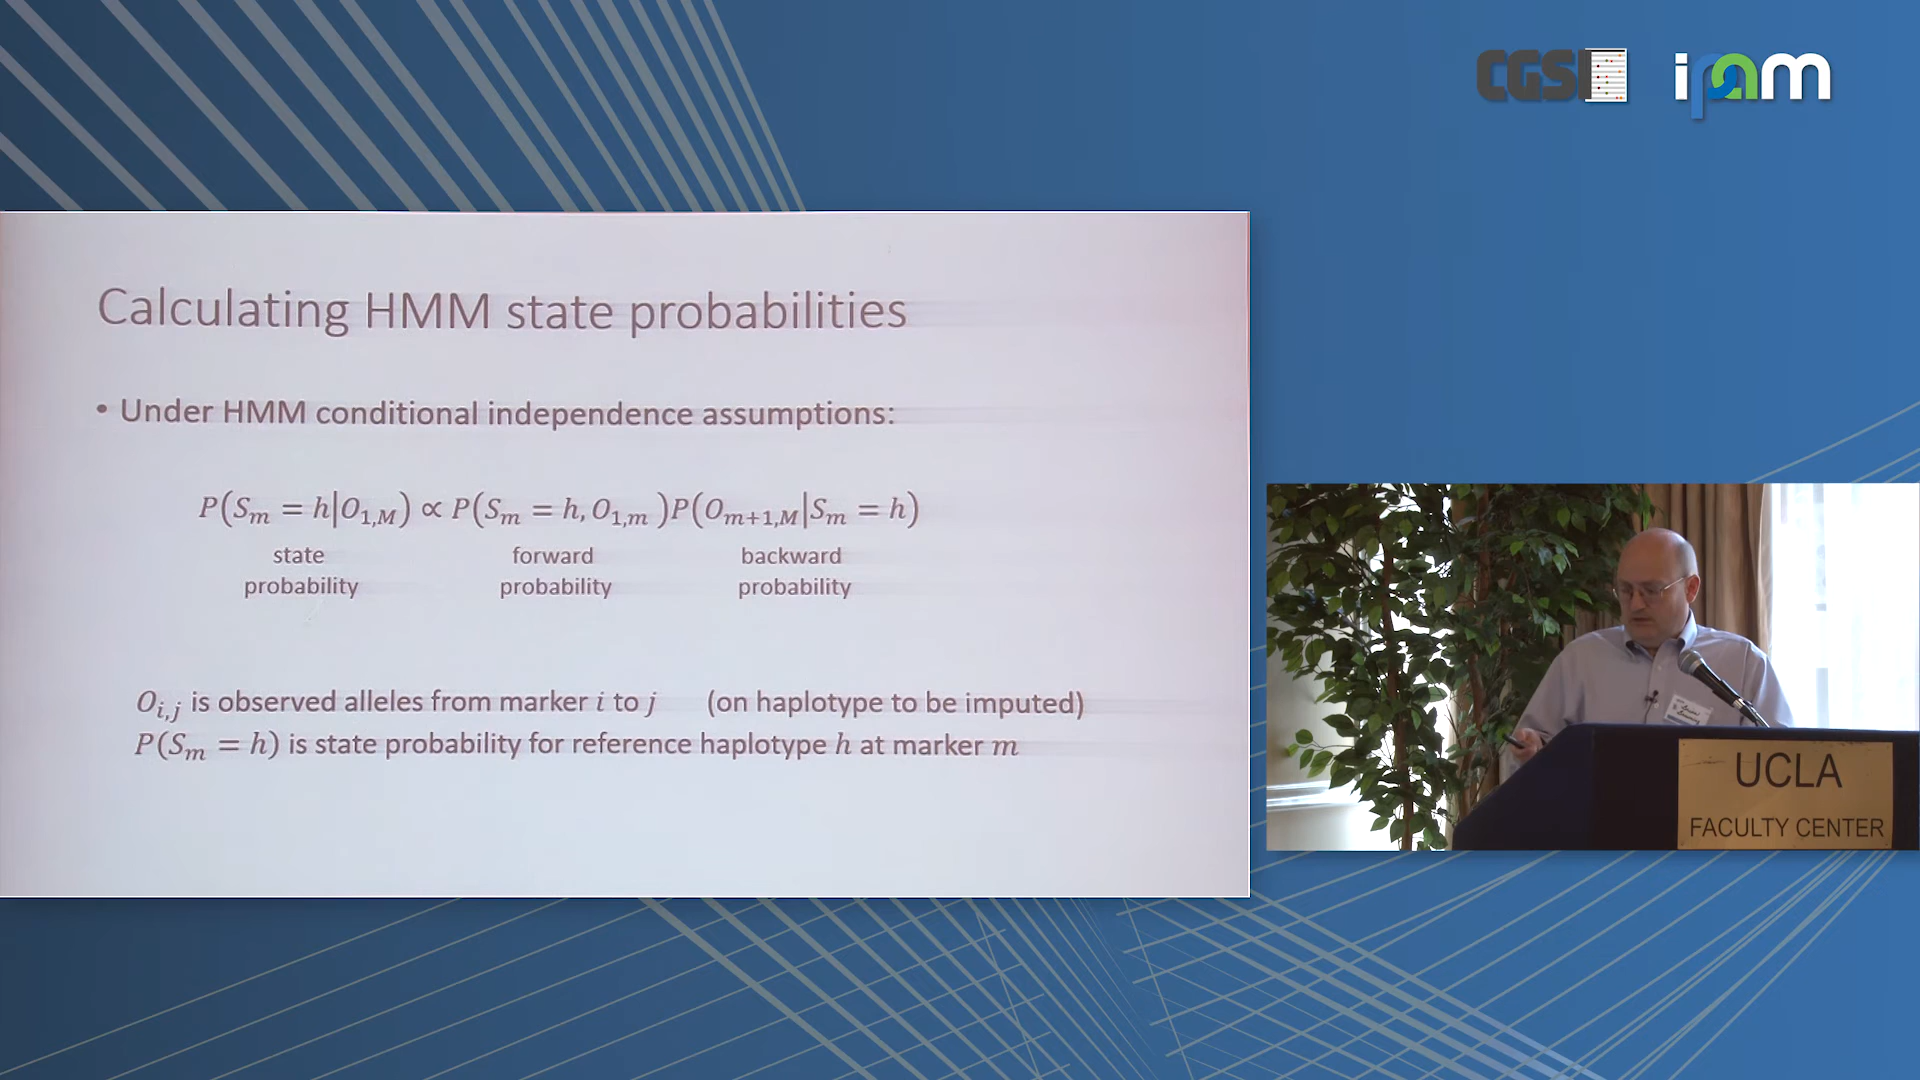 CGSI
ipam
Calculating HMM state probabilities
• Under HMM conditional independence assumptions:
P(Sₘ = h|O₁,M) ∝ P(Sₘ = h, O₁,ₘ )P(Oₘ₊₁,M|Sₘ = h)
state forward backward
probability probability probability
Oᵢ,ⱼ is observed alleles from marker i to j (on haplotype to be imputed)
P(Sₘ = h) is state probability for reference haplotype h at marker m
UCLA
FACULTY CENTER